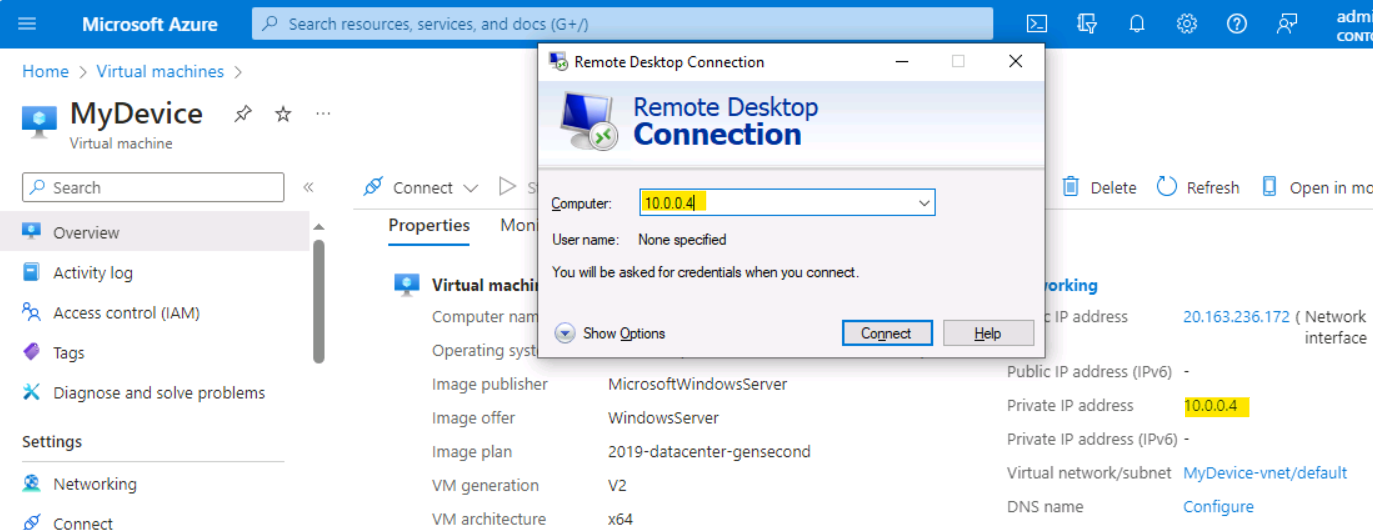 Microsoft Azure
Search resources, services, and docs (G+/)
Home > Virtual machines >
MyDevice
Virtual machine
Search
Overview
Activity log
Access control (IAM)
Tags
Diagnose and solve problems
Settings
Networking
Connect
Connect
Delete
Refresh
Open in mo
Properties
Moni
Virtual machi
Computer nam
Operating syst
Image publisher MicrosoftWindowsServer
Image offer WindowsServer
Image plan 2019-datacenter-gensecond
VM generation V2
VM architecture x64
Remote Desktop Connection
Remote Desktop
Connection
Computer: 10.0.0.4
User name: None specified
You will be asked for credentials when you connect.
Show Options
Connect
Help
orking
c IP address 20.163.236.172 ( Network
interface
Public IP address (IPv6) -
Private IP address 10.0.0.4
Private IP address (IPv6) -
Virtual network/subnet MyDevice-vnet/default
DNS name Configure
admi
CONTO